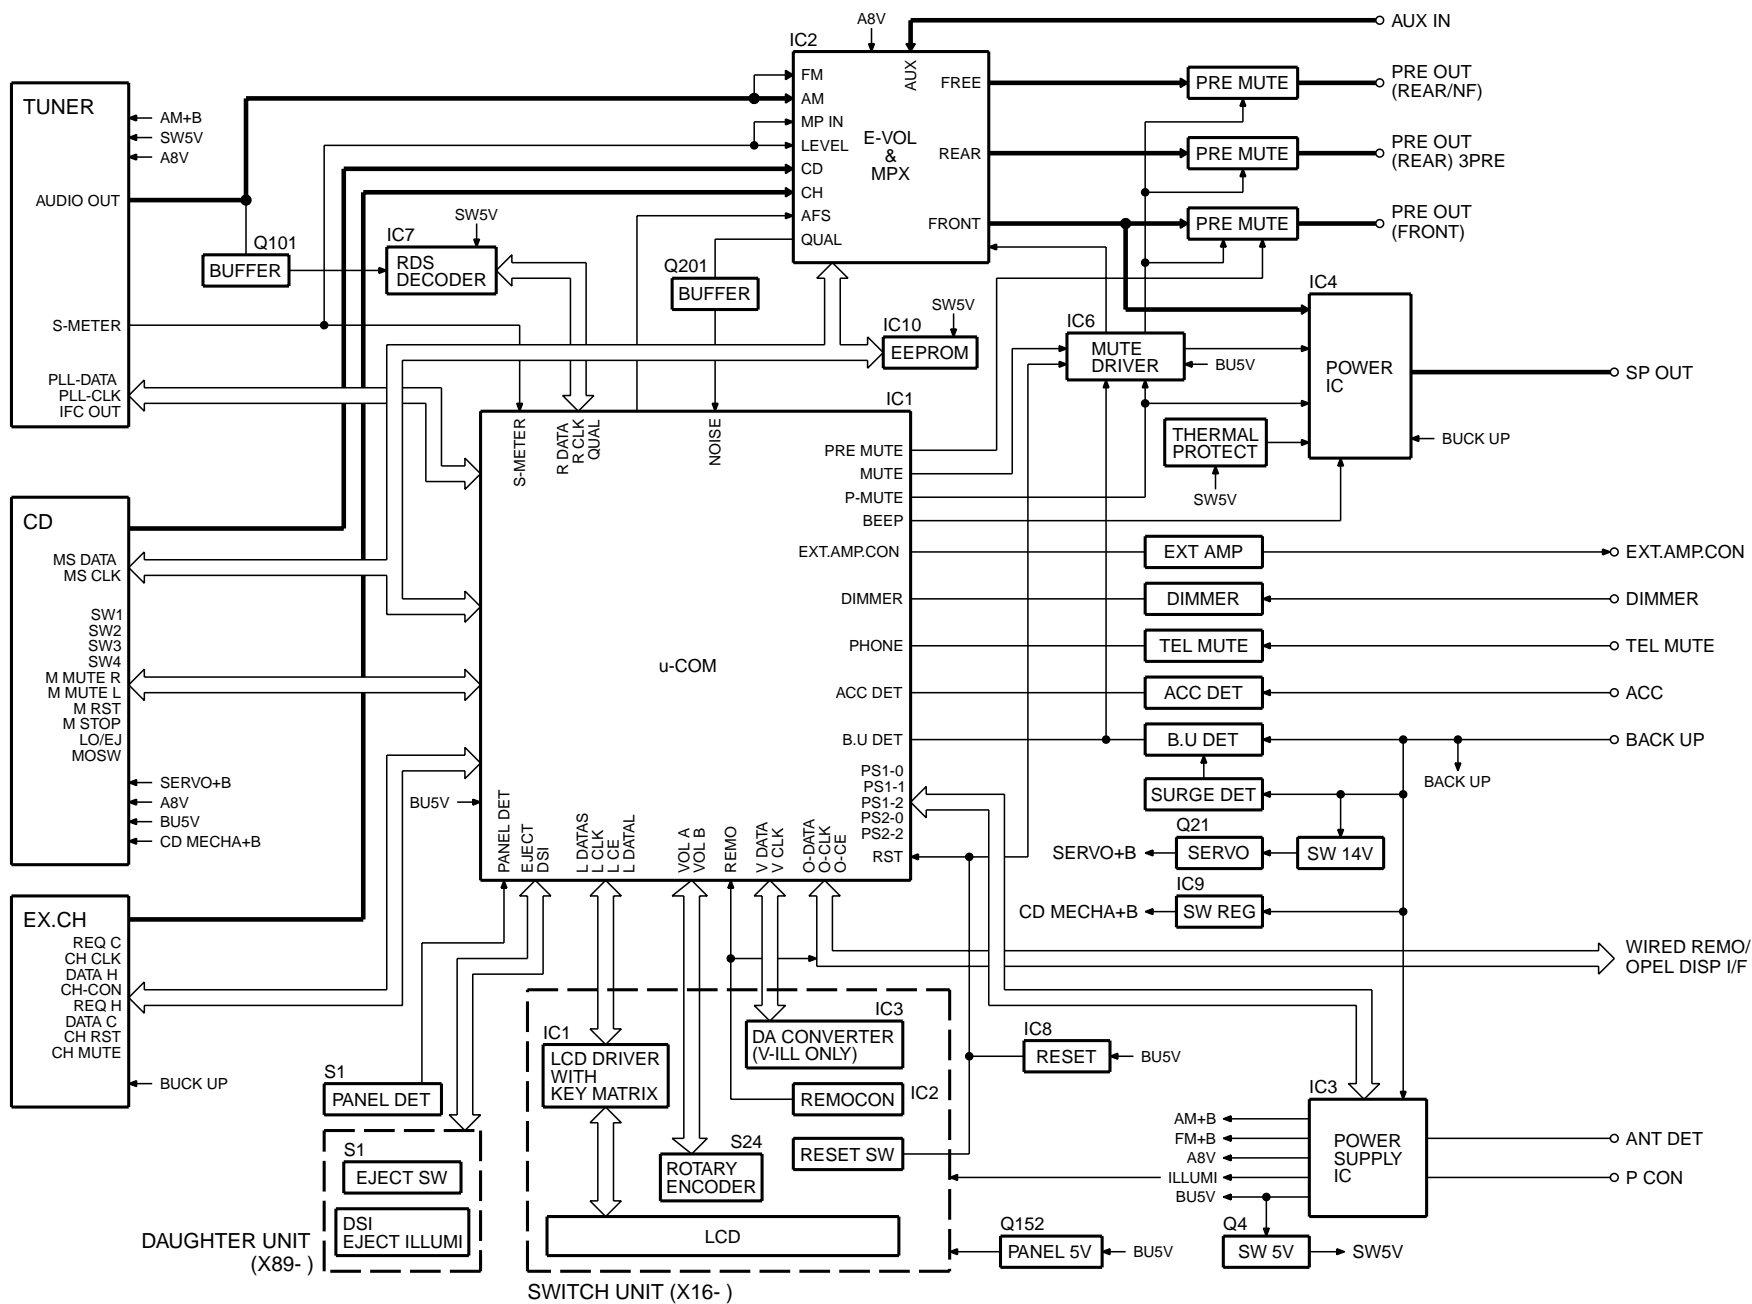 TUNER
AM+B
SW5V
A8V
AUDIO OUT
S-METER
PLL-DATA
PLL-CLK
IFC OUT
Q101
BUFFER
SW5V
IC7
RDS
DECODER
Q201
BUFFER
A8V
IC2
FM
AM
MP IN
LEVEL
CD
CH
AFS
QUAL
AUX
E-VOL
&
MPX
FREE
REAR
FRONT
AUX IN
PRE MUTE
PRE OUT
(REAR/NF)
PRE MUTE
PRE OUT
(REAR) 3PRE
PRE MUTE
PRE OUT
(FRONT)
SW5V
IC10
EEPROM
IC6
MUTE
DRIVER
BU5V
IC4
POWER
IC
SP OUT
BUCK UP
THERMAL
PROTECT
SW5V
CD
MS DATA
MS CLK
SW1
SW2
SW3
SW4
M MUTE R
M MUTE L
M RST
M STOP
LO/EJ
MOSW
SERVO+B
A8V
BU5V
CD MECHA+B
EX.CH
REQ C
CH CLK
DATA H
CH-CON
REQ H
DATA C
CH RST
CH MUTE
BUCK UP
IC1
S-METER
R DATA
R CLK
QUAL
NOISE
PRE MUTE
MUTE
P-MUTE
BEEP
EXT.AMP.CON
DIMMER
PHONE
ACC DET
B.U DET
PS1-0
PS1-1
PS1-2
PS2-0
PS2-2
RST
u-COM
BU5V
PANEL DET
EJECT
DSI
L DATAS
L CLK
L CE
L DATAL
VOL A
VOL B
REMO
V DATA
V CLK
O-DATA
O-CLK
O-CE
EXT AMP
EXT.AMP.CON
DIMMER
DIMMER
TEL MUTE
TEL MUTE
ACC DET
ACC
B.U DET
BACK UP
BACK UP
SURGE DET
Q21
SERVO+B
SERVO
SW 14V
IC9
CD MECHA+B
SW REG
WIRED REMO/
OPEL DISP I/F
S1
PANEL DET
S1
EJECT SW
DSI
EJECT ILLUMI
DAUGHTER UNIT
(X89- )
IC1
LCD DRIVER
WITH
KEY MATRIX
IC3
DA CONVERTER
(V-ILL ONLY)
REMOCON
IC2
RESET SW
S24
ROTARY
ENCODER
LCD
SWITCH UNIT (X16- )
IC8
RESET
BU5V
IC3
POWER
SUPPLY
IC
AM+B
FM+B
A8V
ILLUMI
BU5V
ANT DET
P CON
Q152
PANEL 5V
BU5V
Q4
SW 5V
SW5V